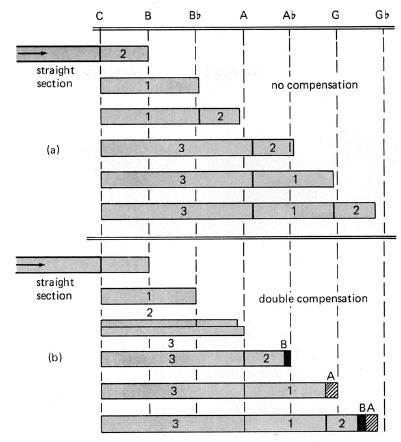 C B B♭ A A♭ G G♭
2
straight
section
1
no compensation
1 2
(a)
3 2
3 1
3 1 2
straight
section
1
double compensation
2
3
B
(b)
3 2
A
3 1
B A
3 1 2